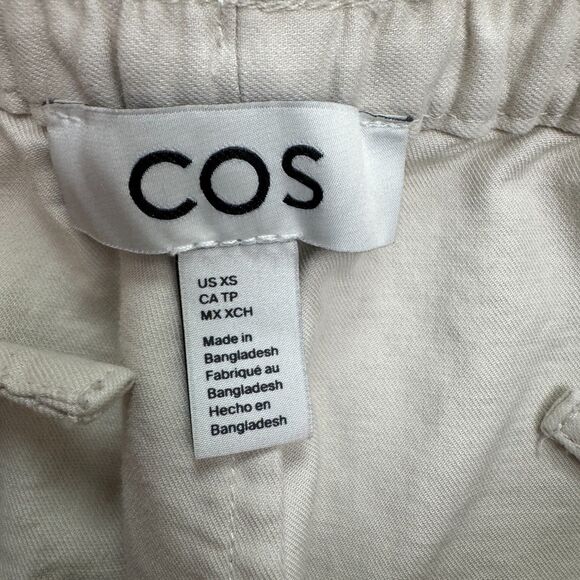 COS
US XS
CA TP
MX XCH
Made in
Bangladesh
Fabriqué au
Bangladesh
Hecho en
Bangladesh